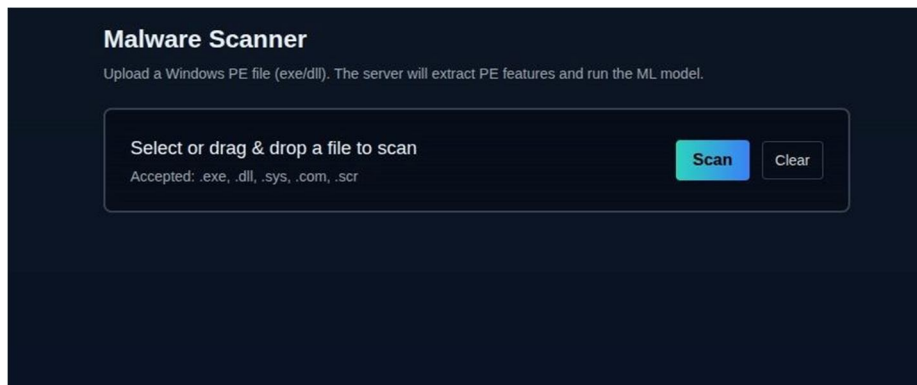 Malware Scanner
Upload a Windows PE file (exe/dll). The server will extract PE features and run the ML model.
Select or drag & drop a file to scan
Accepted: .exe, .dll, .sys, .com, .scr
Scan
Clear